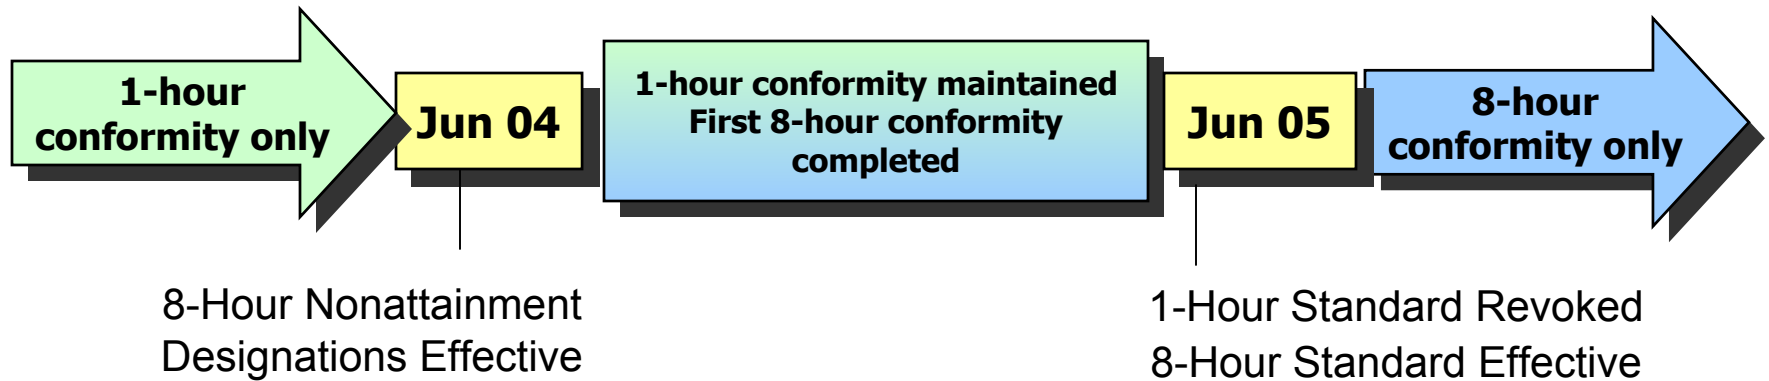 1-hour
conformity only
Jun 04
1-hour conformity maintained
First 8-hour conformity
completed
Jun 05
8-hour
conformity only
8-Hour Nonattainment
Designations Effective
1-Hour Standard Revoked
8-Hour Standard Effective